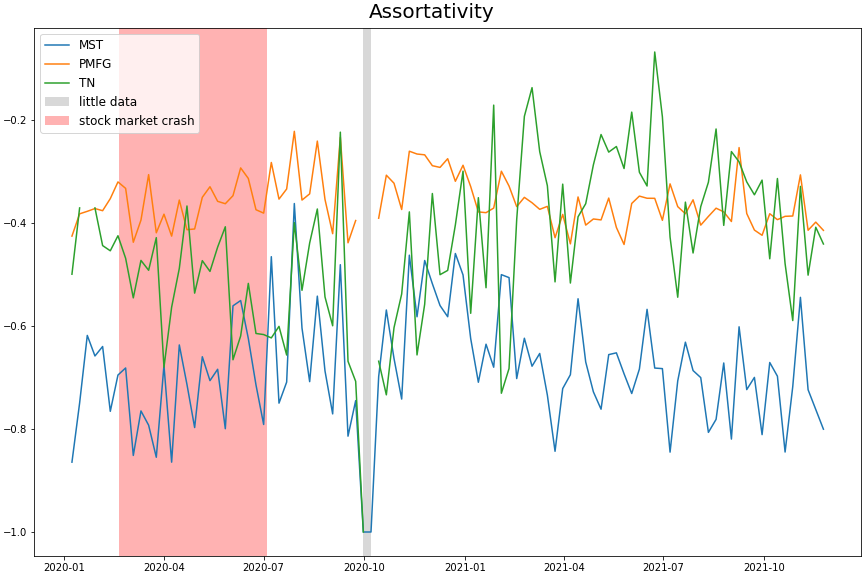 Assortativity
MST
PMFG
TN
little data
stock market crash
−0.2
−0.4
−0.6
−0.8
−1.0
2020-01 2020-04 2020-07 2020-10 2021-01 2021-04 2021-07 2021-10